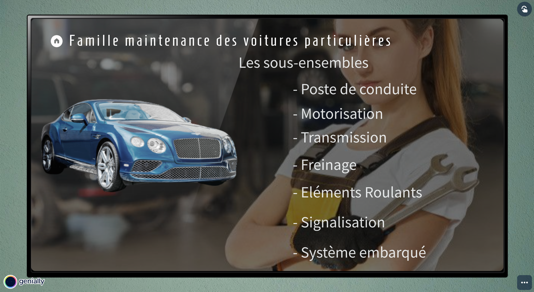 Famille maintenance des voitures particulières
Les sous-ensembles
- Poste de conduite
- Motorisation
- Transmission
- Freinage
- Eléments Roulants
- Signalisation
- Système embarqué
genially